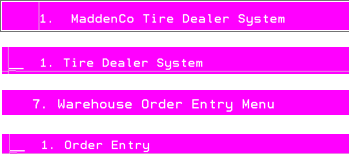 1. MaddenCo Tire Dealer System
1. Tire Dealer System
7. Warehouse Order Entry Menu
1. Order Entry